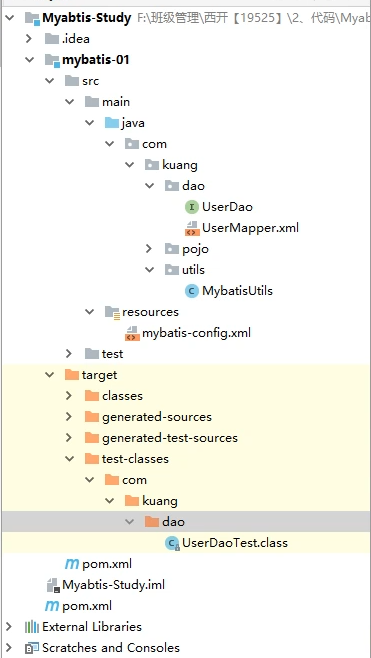 Myabtis-Study F:\班级管理\西开【19525】\2、代码\Myab
.idea
mybatis-01
src
main
java
com
kuang
dao
UserDao
UserMapper.xml
pojo
utils
MybatisUtils
resources
mybatis-config.xml
test
target
classes
generated-sources
generated-test-sources
test-classes
com
kuang
dao
UserDaoTest.class
pom.xml
Myabtis-Study.iml
pom.xml
External Libraries
Scratches and Consoles